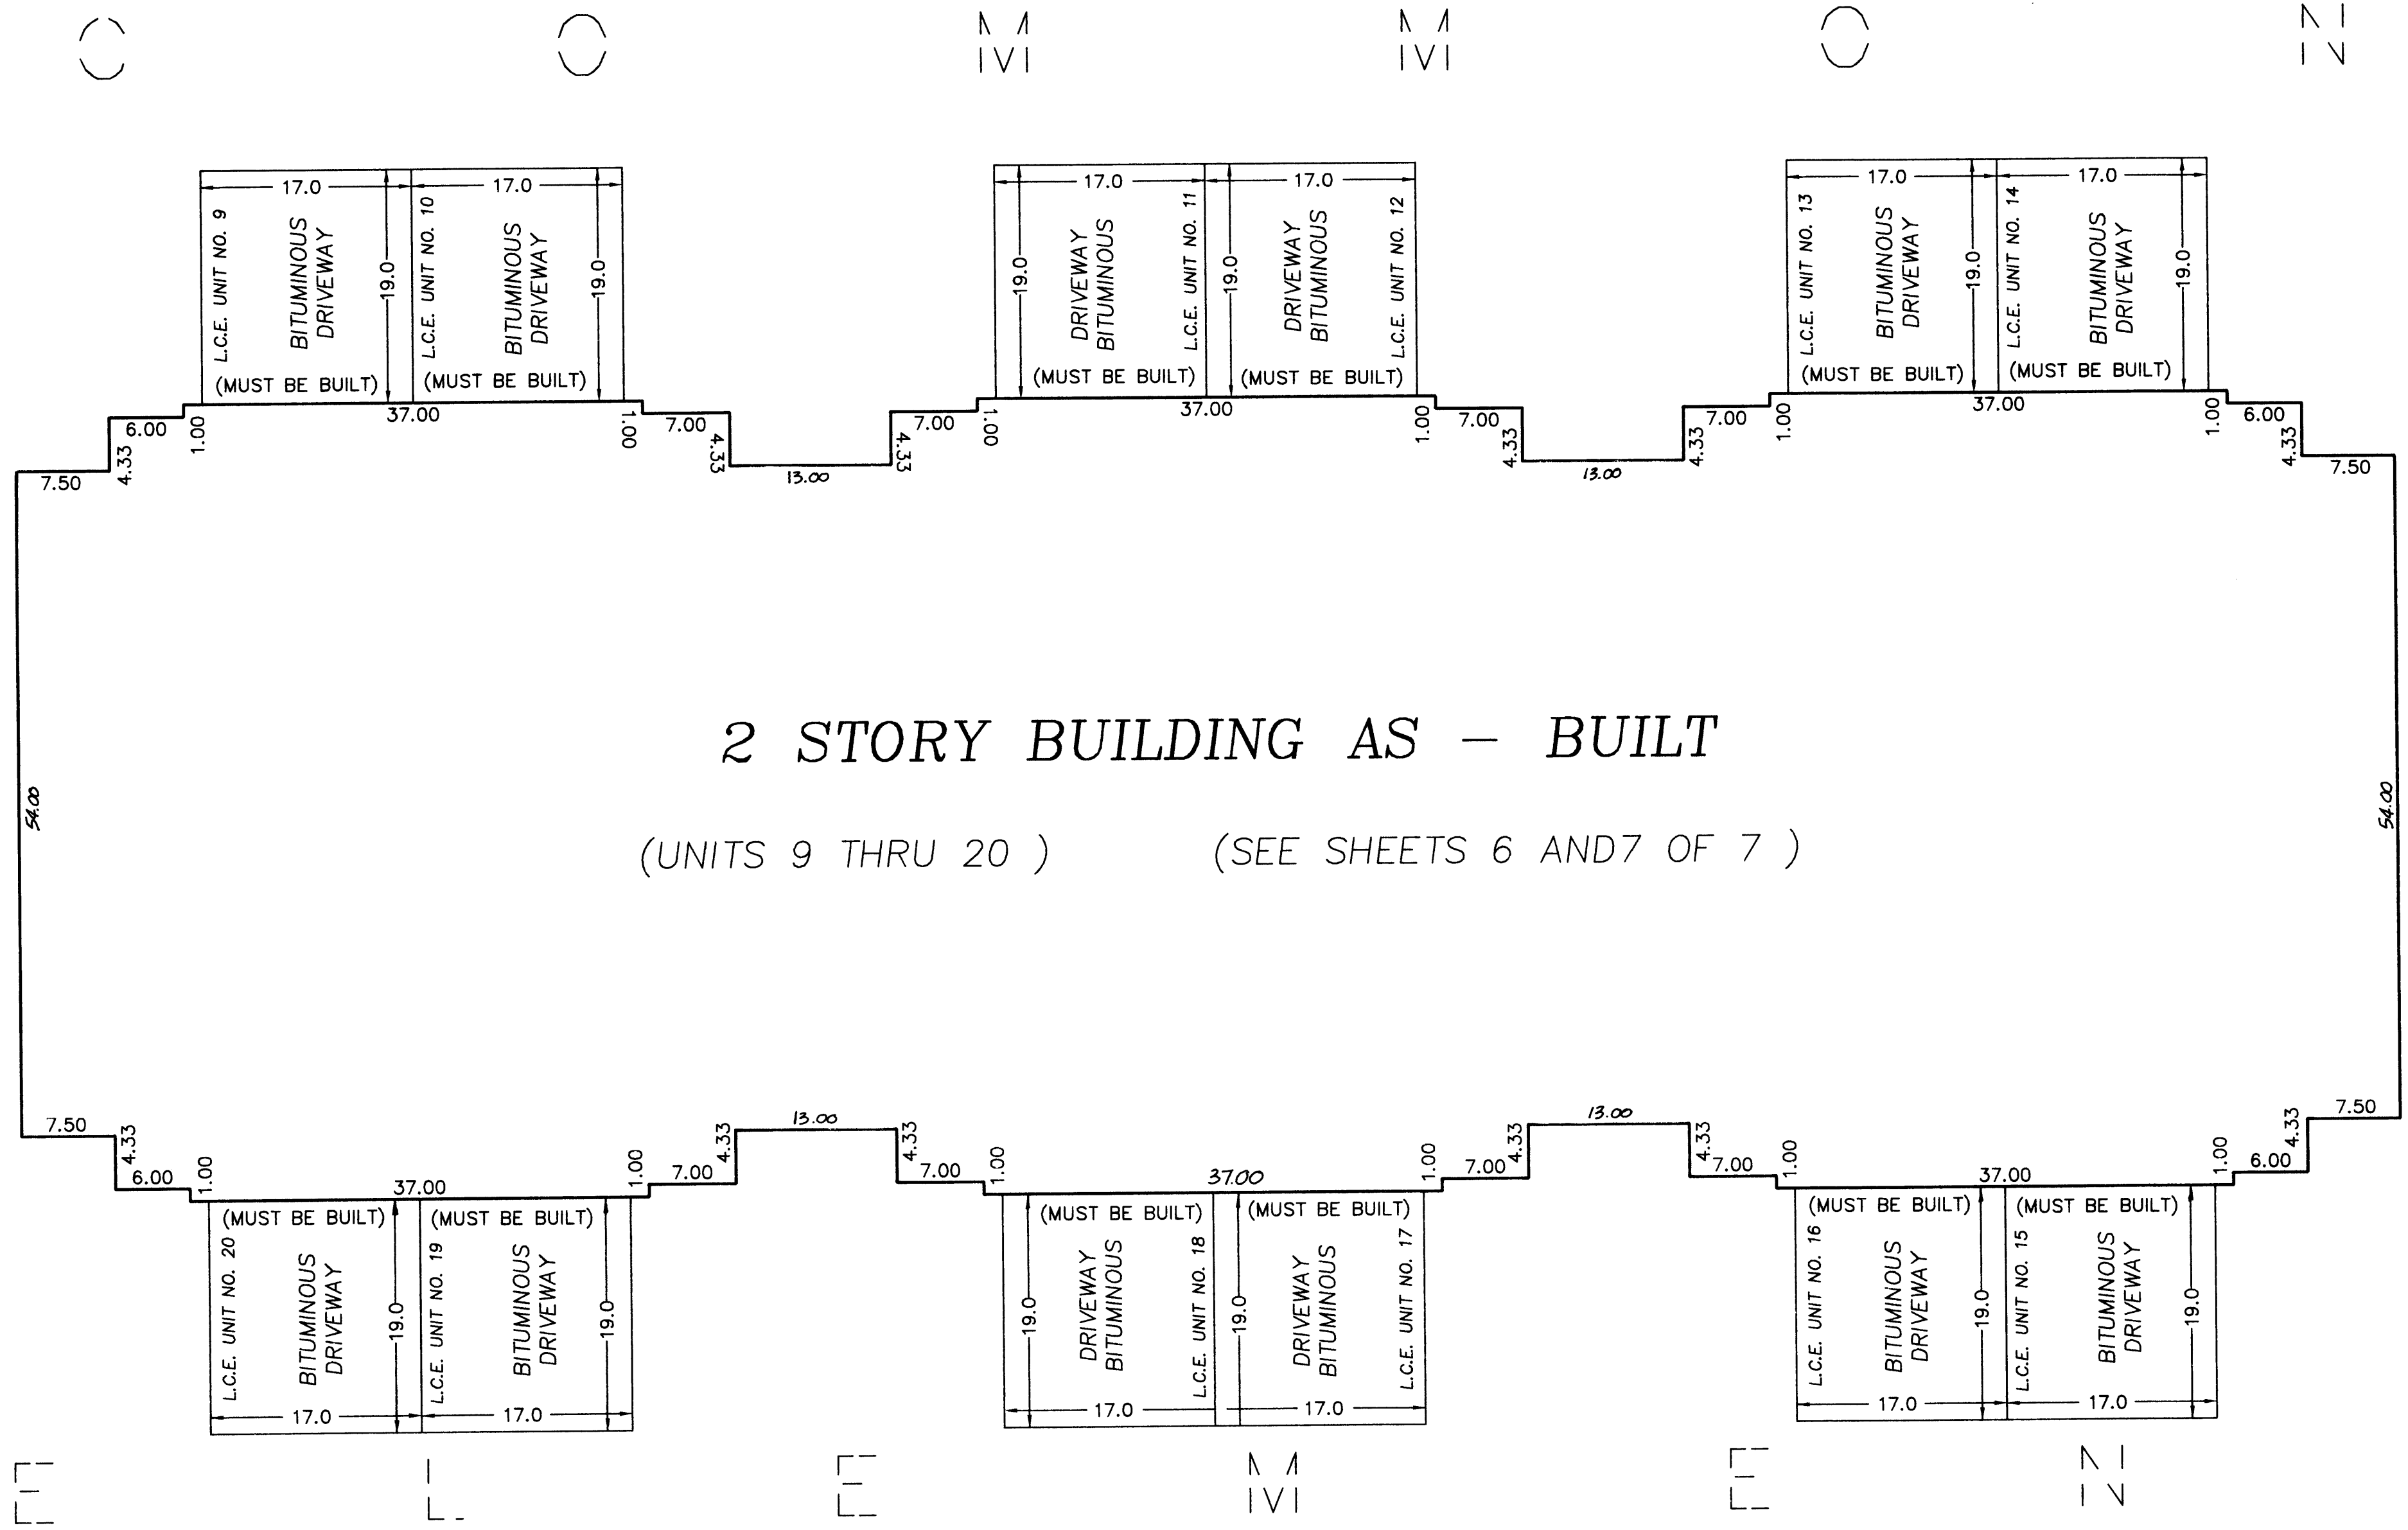 C O M M O N
17.0 17.0 17.0 17.0 17.0 17.0
L.C.E. UNIT NO. 9
BITUMINOUS
DRIVEWAY
19.0
(MUST BE BUILT)
L.C.E. UNIT NO. 10
BITUMINOUS
DRIVEWAY
19.0
(MUST BE BUILT)
19.0
DRIVEWAY
BITUMINOUS
L.C.E. UNIT NO. 11
(MUST BE BUILT)
19.0
DRIVEWAY
BITUMINOUS
L.C.E. UNIT NO. 12
(MUST BE BUILT)
L.C.E. UNIT NO. 13
BITUMINOUS
DRIVEWAY
19.0
(MUST BE BUILT)
L.C.E. UNIT NO. 14
BITUMINOUS
DRIVEWAY
19.0
(MUST BE BUILT)
7.50 4.33 6.00 1.00 37.00 1.00 7.00 4.33 13.00 4.33 7.00 1.00 37.00 1.00 7.00 4.33 13.00 4.33 7.00 1.00 37.00 1.00 6.00 4.33 7.50
2 STORY BUILDING AS - BUILT
54.00
54.00
(UNITS 9 THRU 20 ) (SEE SHEETS 6 AND7 OF 7 )
7.50 4.33 6.00 1.00 37.00 1.00 7.00 4.33 13.00 4.33 7.00 1.00 37.00 1.00 7.00 4.33 13.00 4.33 7.00 1.00 37.00 1.00 6.00 4.33 7.50
(MUST BE BUILT)
L.C.E. UNIT NO. 20
BITUMINOUS
DRIVEWAY
19.0
(MUST BE BUILT)
L.C.E. UNIT NO. 19
BITUMINOUS
DRIVEWAY
19.0
(MUST BE BUILT)
19.0
DRIVEWAY
BITUMINOUS
L.C.E. UNIT NO. 18
(MUST BE BUILT)
19.0
DRIVEWAY
BITUMINOUS
L.C.E. UNIT NO. 17
(MUST BE BUILT)
L.C.E. UNIT NO. 16
BITUMINOUS
DRIVEWAY
19.0
(MUST BE BUILT)
L.C.E. UNIT NO. 15
BITUMINOUS
DRIVEWAY
19.0
17.0 17.0 17.0 17.0 17.0 17.0
E L E M E N